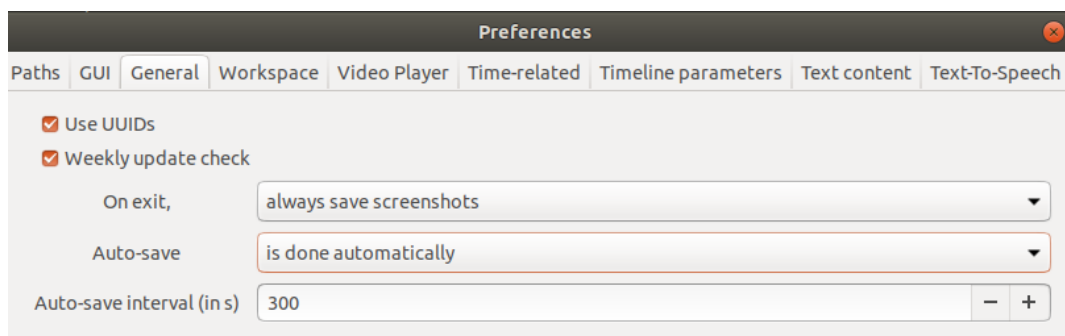 Preferences
Paths GUI General Workspace Video Player Time-related Timeline parameters Text content Text-To-Speech
Use UUIDs
Weekly update check
On exit, always save screenshots
Auto-save is done automatically
Auto-save interval (in s) 300 − +